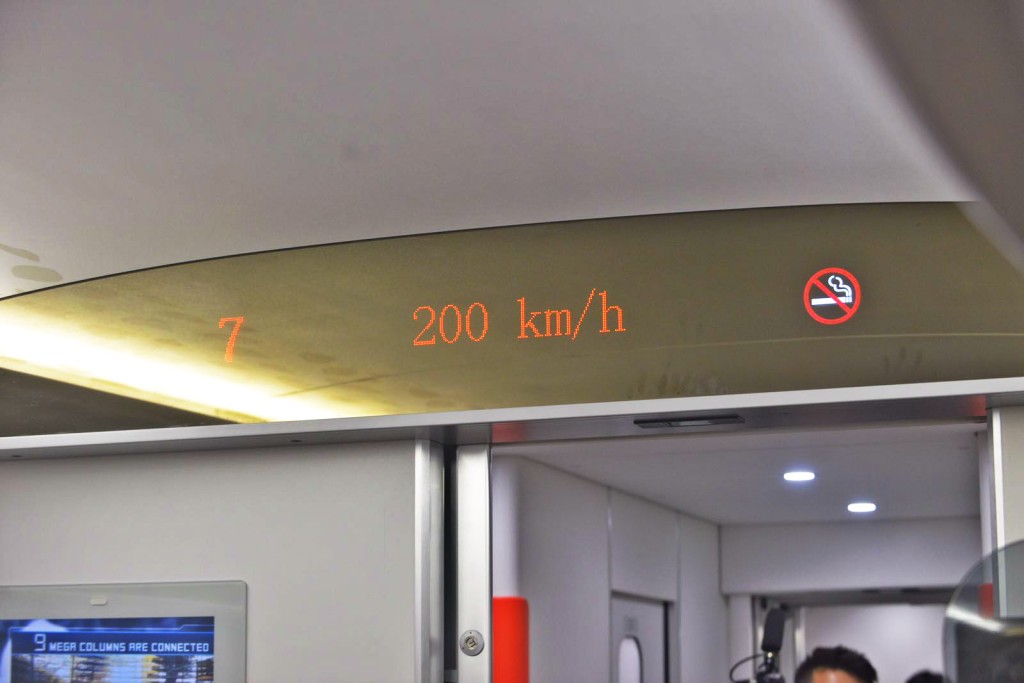 7 200 km/h
9 MEGA COLUMNS ARE CONNECTED